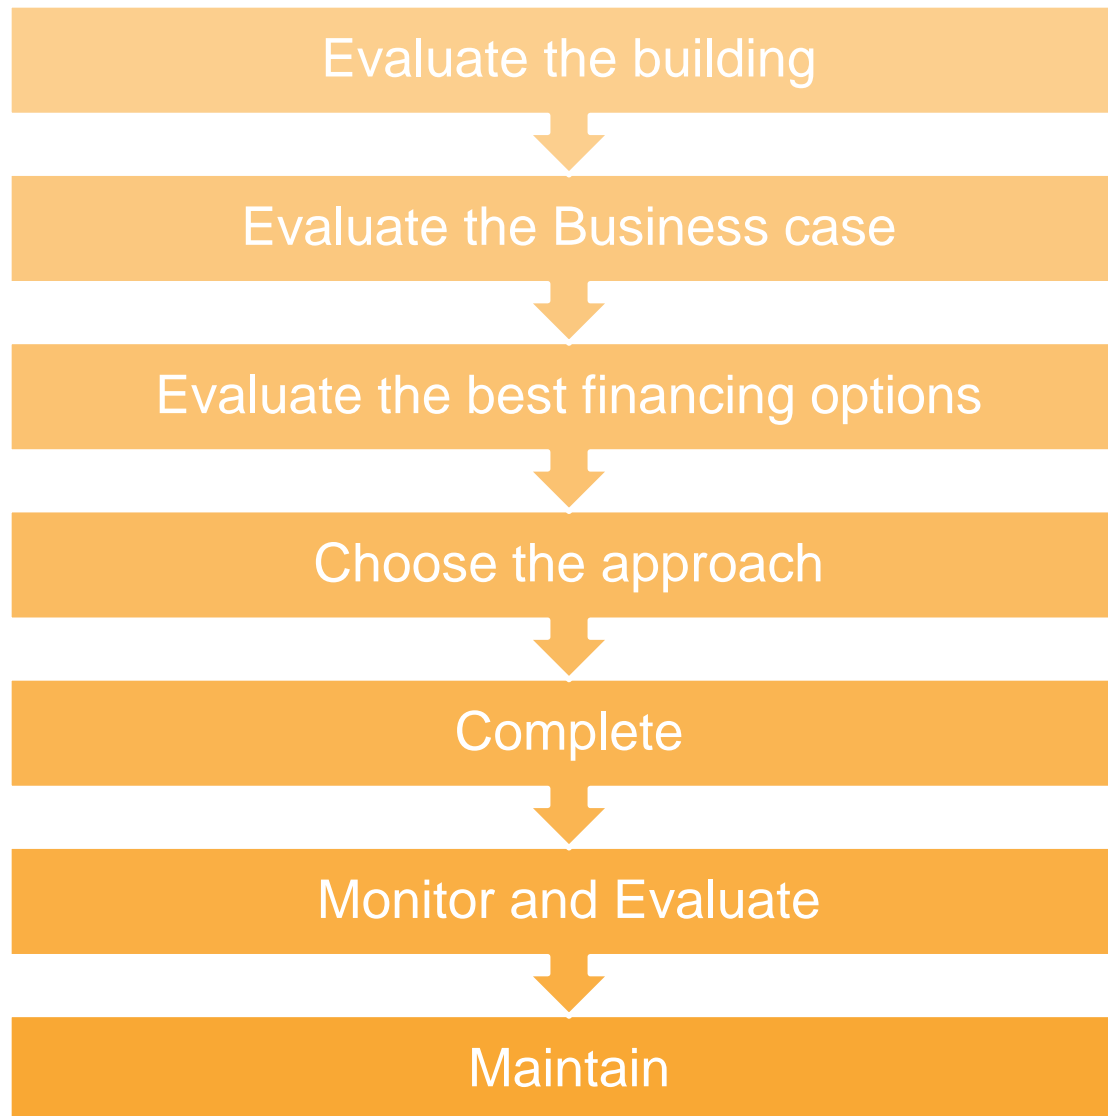 Evaluate the building
Evaluate the Business case
Evaluate the best financing options
Choose the approach
Complete
Monitor and Evaluate
Maintain